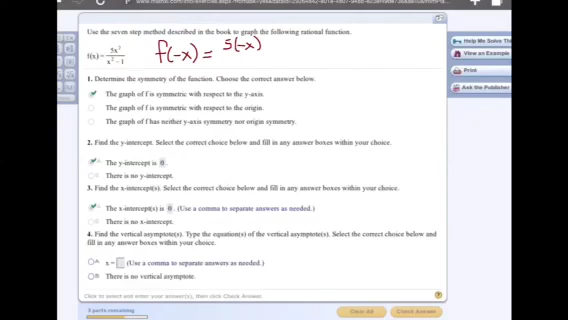 Use the seven step method described in the book to graph the following rational function.
f(x) = 5x² / x² − 1
f(-x) = 5(-x)
1. Determine the symmetry of the function. Choose the correct answer below.
The graph of f is symmetric with respect to the y-axis.
The graph of f is symmetric with respect to the origin.
The graph of f has neither y-axis symmetry nor origin symmetry.
2. Find the y-intercept. Select the correct choice below and fill in any answer boxes within your choice.
The y-intercept is 0.
There is no y-intercept.
3. Find the x-intercept(s). Select the correct choice below and fill in any answer boxes within your choice.
The x-intercept(s) is 0. (Use a comma to separate answers as needed.)
There is no x-intercept.
4. Find the vertical asymptote(s). Type the equation(s) of the vertical asymptote(s). Select the correct choice below and
fill in any answer boxes within your choice.
A. x = (Use a comma to separate answers as needed.)
B. There is no vertical asymptote.
Click to select and enter your answer(s), then click Check Answer.
3 parts remaining
Clear All
Check Answer
Help Me Solve This
View an Example
Print
Ask the Publisher